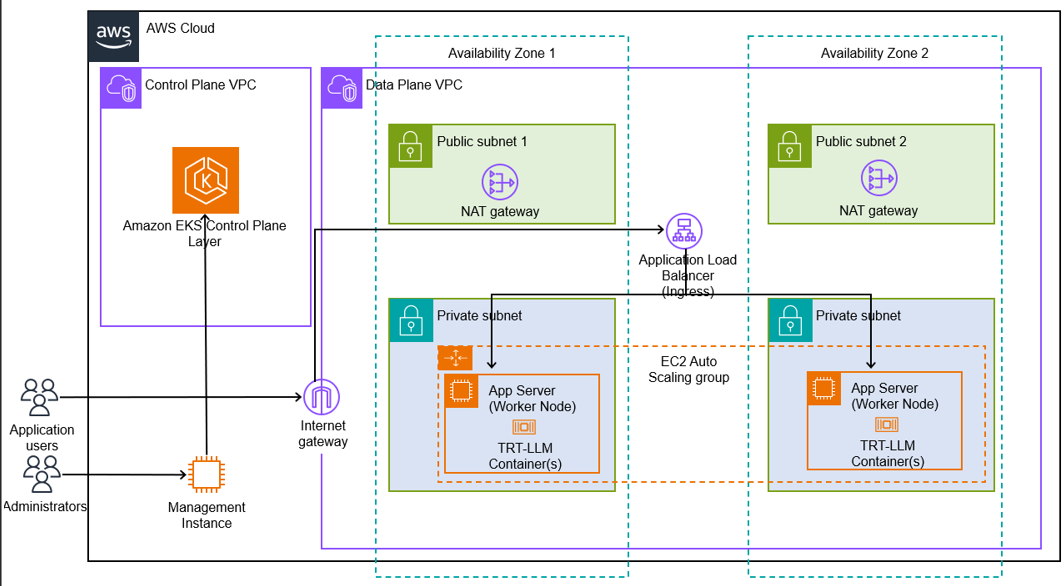 aws
AWS Cloud
Availability Zone 1
Availability Zone 2
Control Plane VPC
Data Plane VPC
Public subnet 1
NAT gateway
Public subnet 2
NAT gateway
K
Amazon EKS Control Plane
Layer
Application Load
Balancer
(Ingress)
Private subnet
Private subnet
EC2 Auto
Scaling group
App Server
(Worker Node)
TRT-LLM
Container(s)
App Server
(Worker Node)
TRT-LLM
Container(s)
Application
users
Internet
gateway
Administrators
Management
Instance